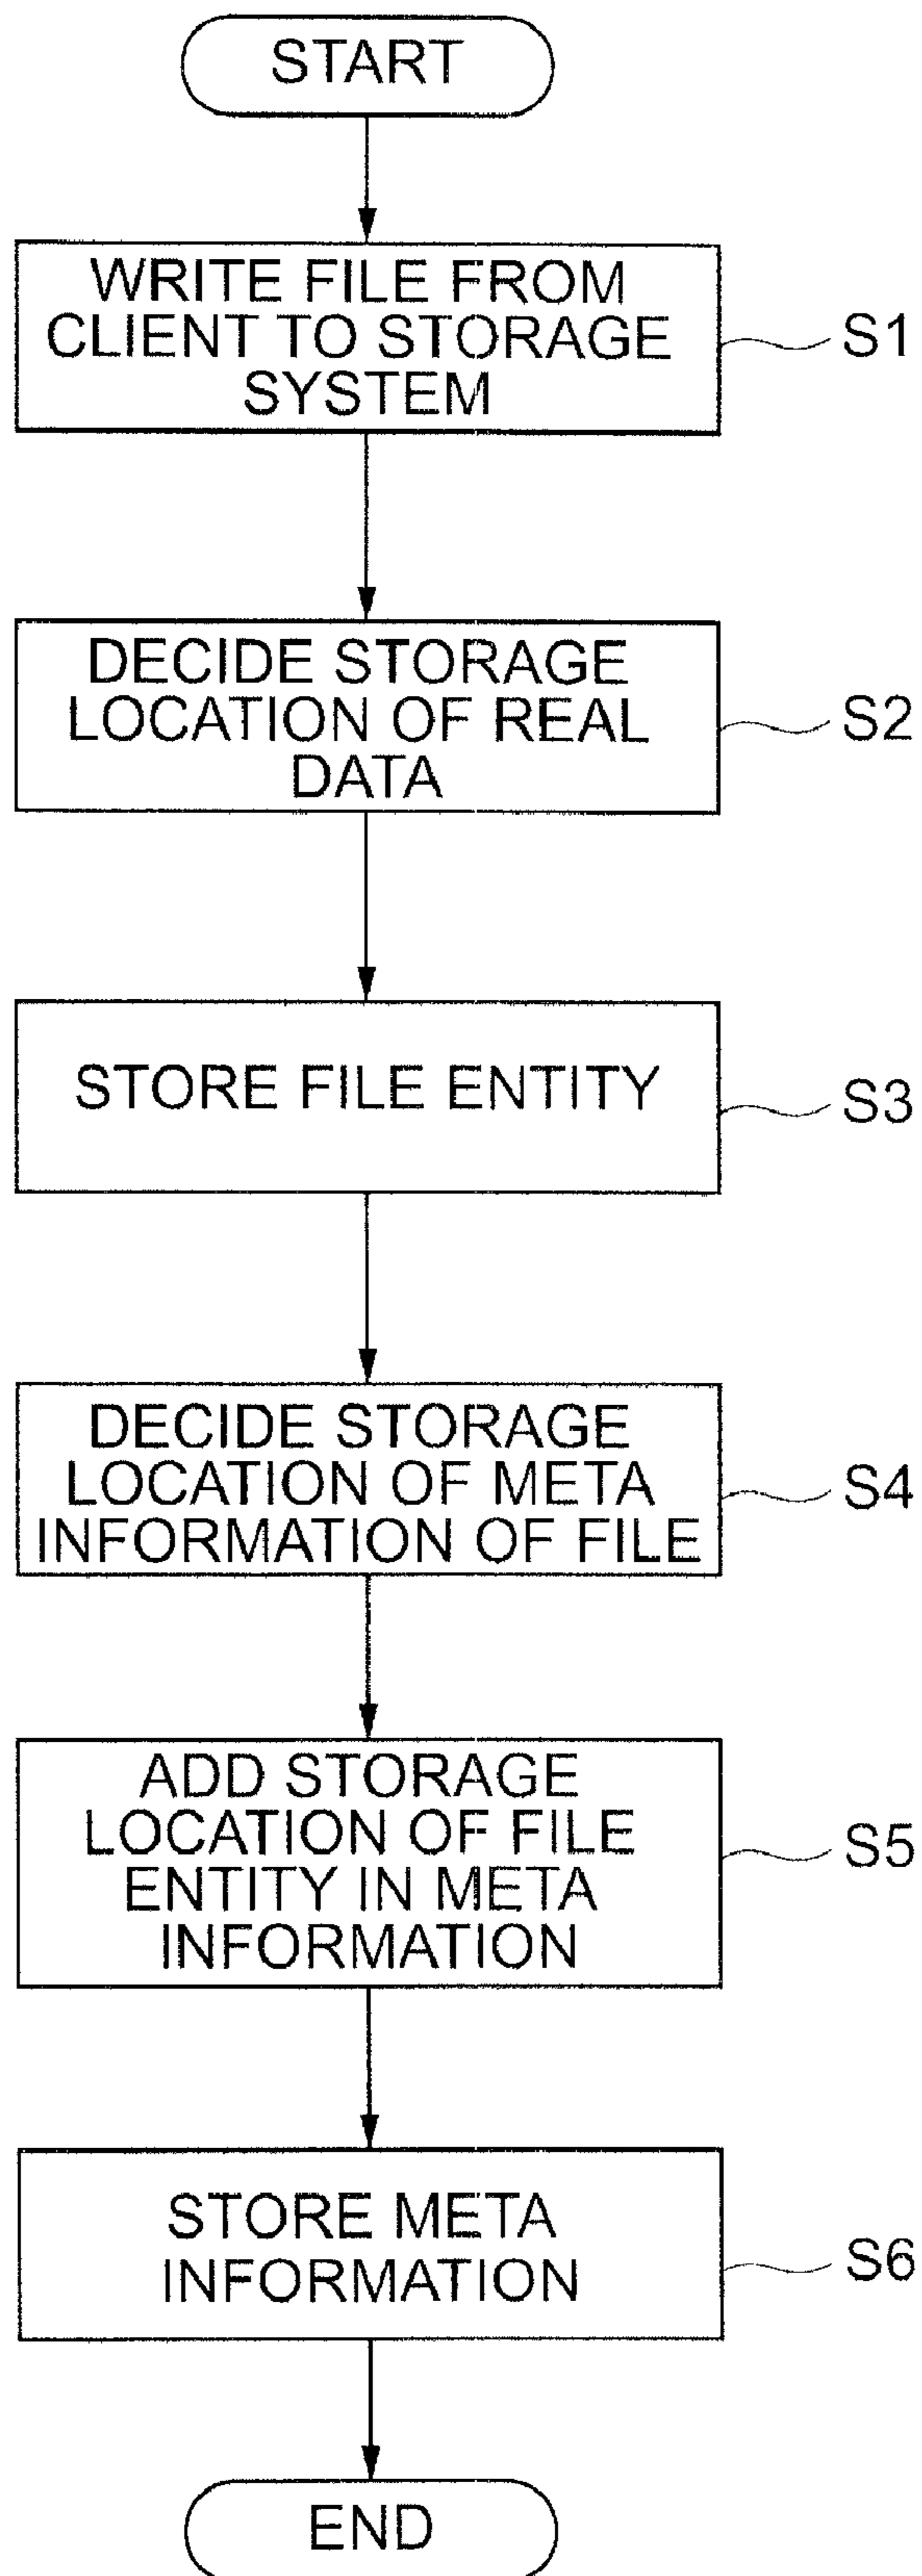 START
WRITE FILE FROM
CLIENT TO STORAGE
SYSTEM
S1
DECIDE STORAGE
LOCATION OF REAL
DATA
S2
STORE FILE ENTITY
S3
DECIDE STORAGE
LOCATION OF META
INFORMATION OF FILE
S4
ADD STORAGE
LOCATION OF FILE
ENTITY IN META
INFORMATION
S5
STORE META
INFORMATION
S6
END